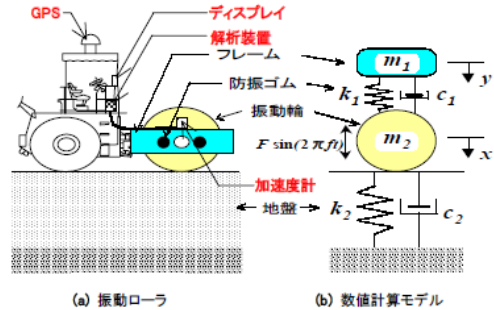 GPS
ディスプレイ
解析装置
フレーム
防振ゴム
振動輪
加速度計
地盤
m1
k1
c1
y
F sin(2πft)
m2
x
k2
c2
(a) 振動ローラ
(b) 数値計算モデル